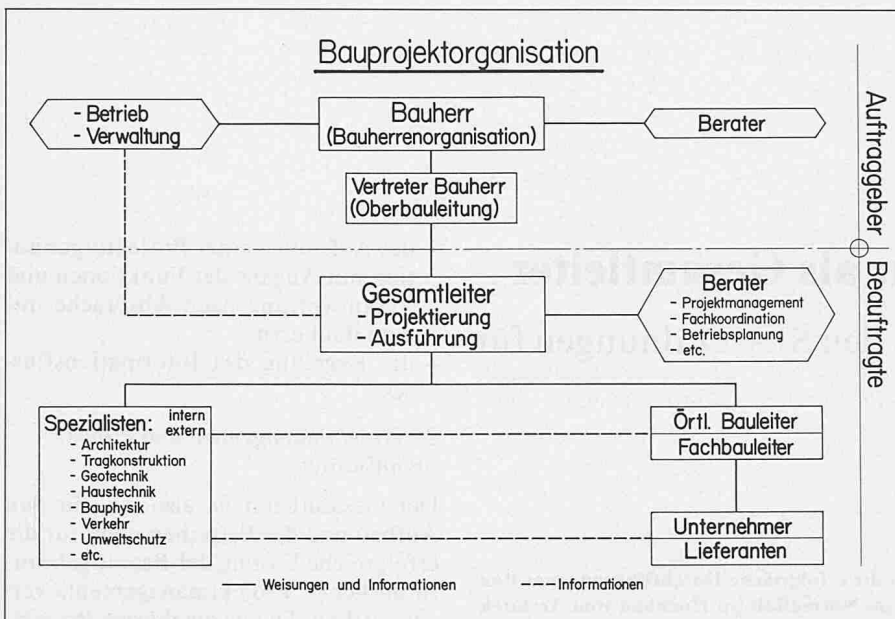 Bauprojektorganisation
- Betrieb
- Verwaltung
Bauherr
(Bauherrenorganisation)
Berater
Vertreter Bauherr
(Oberbauleitung)
Auftraggeber
Beauftragte
Gesamtleiter
- Projektierung
- Ausführung
Berater
- Projektmanagement
- Fachkoordination
- Betriebsplanung
- etc.
Spezialisten: intern
extern
- Architektur
- Tragkonstruktion
- Geotechnik
- Haustechnik
- Bauphysik
- Verkehr
- Umweltschutz
- etc.
Örtl. Bauleiter
Fachbauleiter
Unternehmer
Lieferanten
Weisungen und Informationen
Informationen